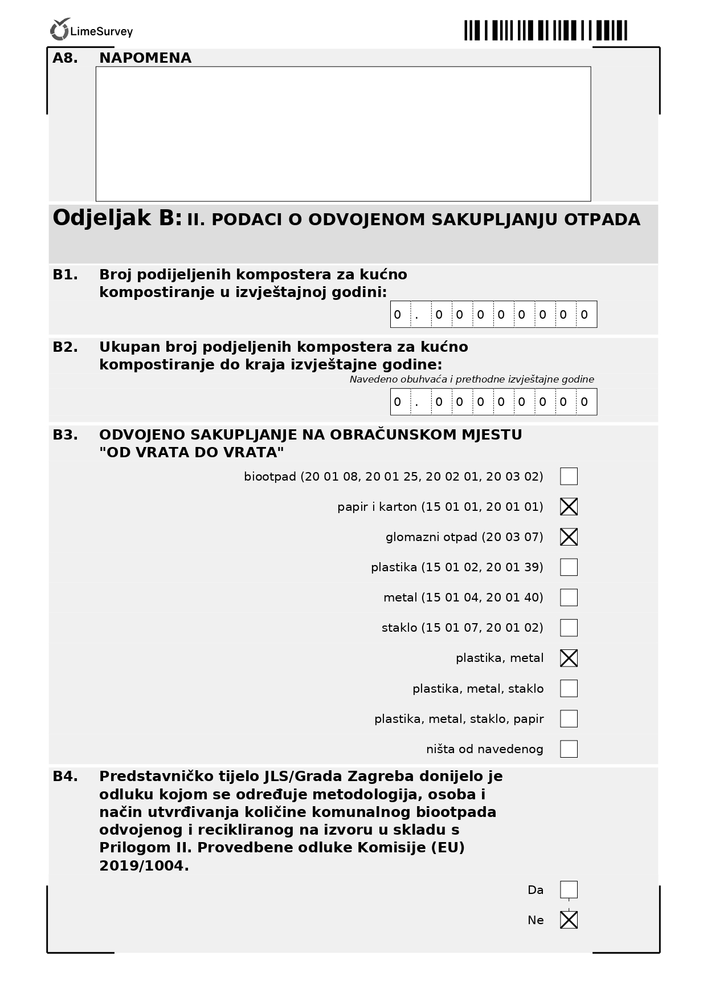 LimeSurvey
A8. NAPOMENA
Odjeljak B: II. PODACI O ODVOJENOM SAKUPLJANJU OTPADA
B1. Broj podijeljenih kompostera za kućno
kompostiranje u izvještajnoj godini:
0 . 0 0 0 0 0 0 0 0
B2. Ukupan broj podjeljenih kompostera za kućno
kompostiranje do kraja izvještajne godine:
Navedeno obuhvaća i prethodne izvještajne godine
0 . 0 0 0 0 0 0 0 0
B3. ODVOJENO SAKUPLJANJE NA OBRAČUNSKOM MJESTU
"OD VRATA DO VRATA"
biootpad (20 01 08, 20 01 25, 20 02 01, 20 03 02)
papir i karton (15 01 01, 20 01 01)
glomazni otpad (20 03 07)
plastika (15 01 02, 20 01 39)
metal (15 01 04, 20 01 40)
staklo (15 01 07, 20 01 02)
plastika, metal
plastika, metal, staklo
plastika, metal, staklo, papir
ništa od navedenog
B4. Predstavničko tijelo JLS/Grada Zagreba donijelo je
odluku kojom se određuje metodologija, osoba i
način utvrđivanja količine komunalnog biootpada
odvojenog i recikliranog na izvoru u skladu s
Prilogom II. Provedbene odluke Komisije (EU)
2019/1004.
Da
Ne